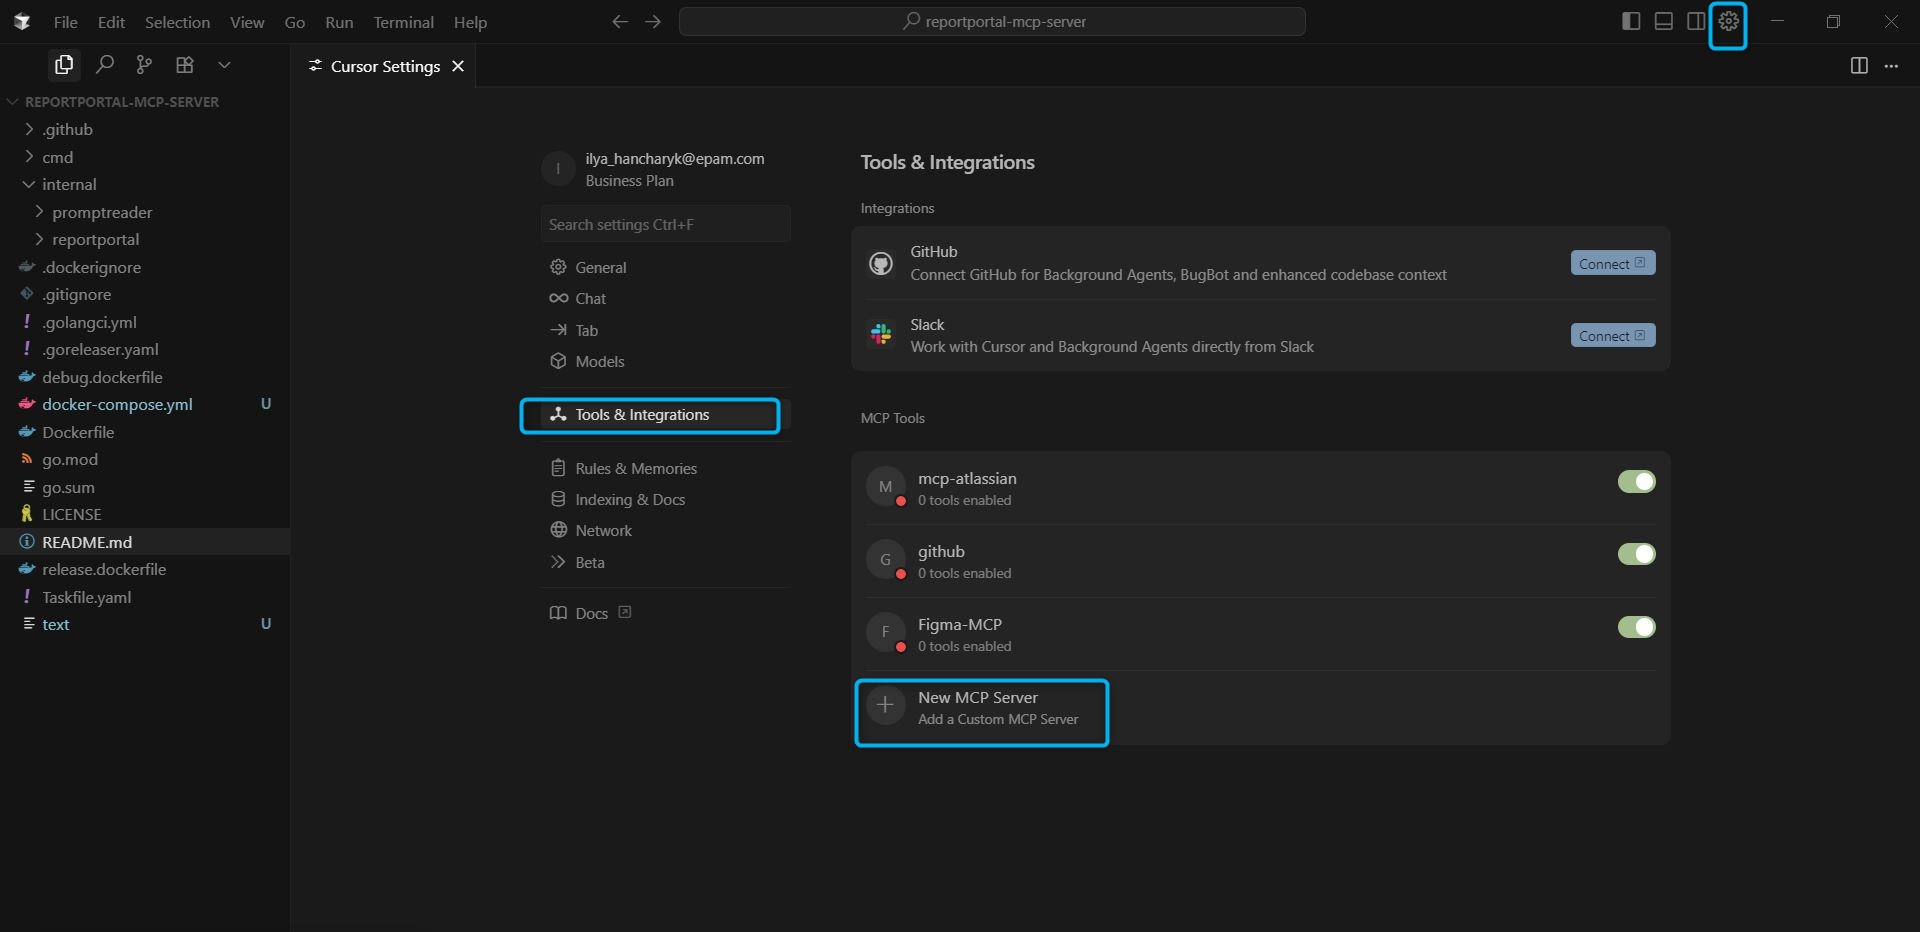 File Edit Selection View Go Run Terminal Help
reportportal-mcp-server
Cursor Settings
REPORTPORTAL-MCP-SERVER
.github
cmd
internal
promptreader
reportportal
.dockerignore
.gitignore
! .golangci.yml
! .goreleaser.yaml
debug.dockerfile
docker-compose.yml U
Dockerfile
go.mod
go.sum
LICENSE
README.md
release.dockerfile
! Taskfile.yaml
text U
I
ilya_hancharyk@epam.com
Business Plan
Search settings Ctrl+F
General
Chat
Tab
Models
Tools & Integrations
Rules & Memories
Indexing & Docs
Network
Beta
Docs
Tools & Integrations
Integrations
GitHub
Connect GitHub for Background Agents, BugBot and enhanced codebase context
Connect
Slack
Work with Cursor and Background Agents directly from Slack
Connect
MCP Tools
M
mcp-atlassian
0 tools enabled
G
github
0 tools enabled
F
Figma-MCP
0 tools enabled
New MCP Server
Add a Custom MCP Server